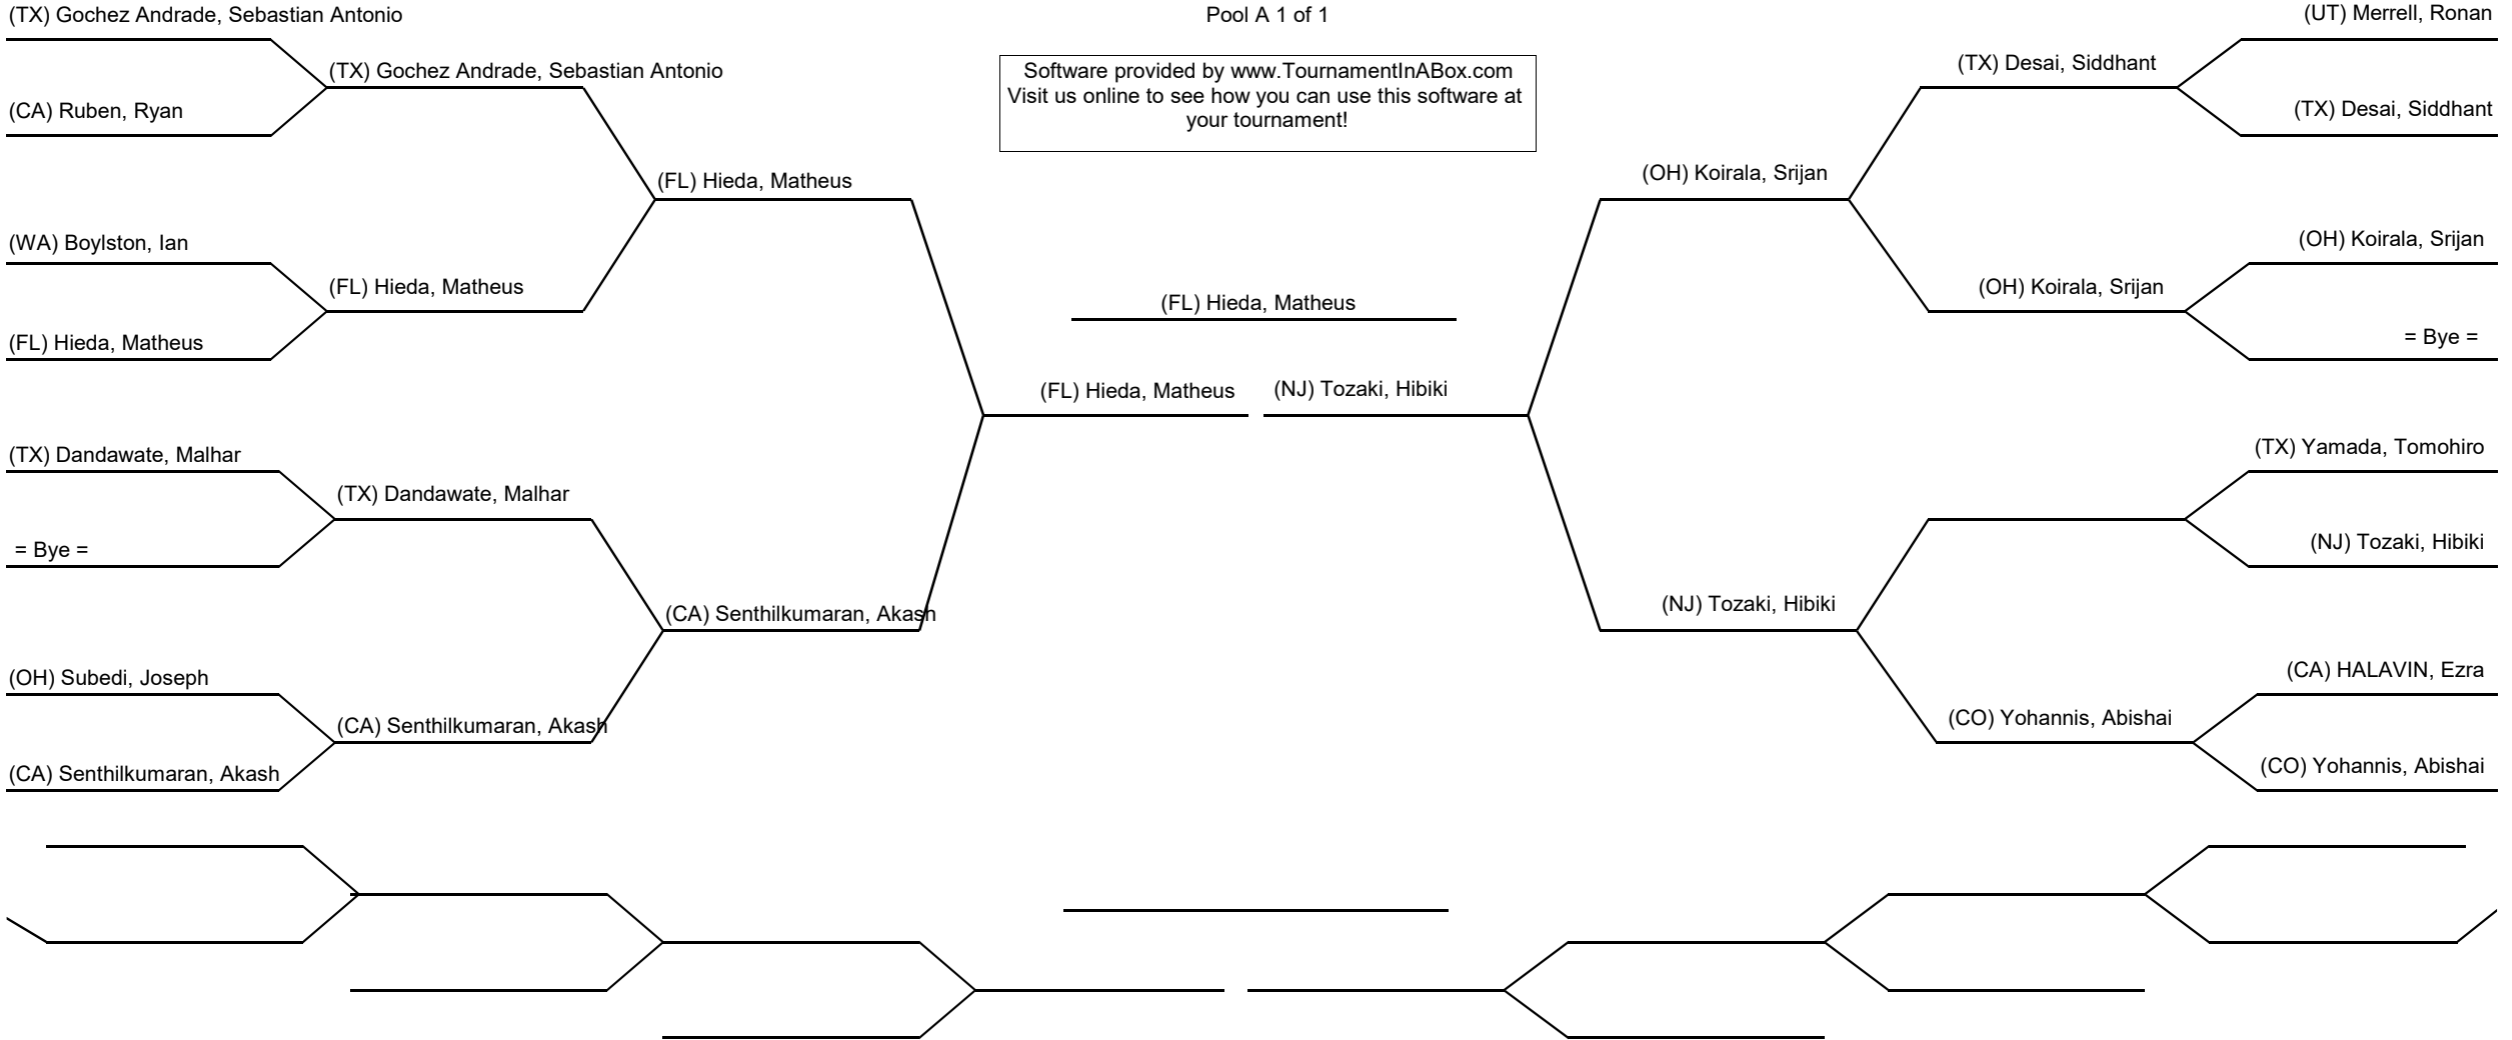 (TX) Gochez Andrade, Sebastian Antonio
(TX) Gochez Andrade, Sebastian Antonio
(CA) Ruben, Ryan
(FL) Hieda, Matheus
(WA) Boylston, Ian
(FL) Hieda, Matheus
(FL) Hieda, Matheus
(TX) Dandawate, Malhar
(TX) Dandawate, Malhar
= Bye =
(CA) Senthilkumaran, Akash
(OH) Subedi, Joseph
(CA) Senthilkumaran, Akash
(CA) Senthilkumaran, Akash
Pool A 1 of 1
Software provided by www.TournamentInABox.com
Visit us online to see how you can use this software at
your tournament!
(FL) Hieda, Matheus
(FL) Hieda, Matheus
(NJ) Tozaki, Hibiki
(UT) Merrell, Ronan
(TX) Desai, Siddhant
(TX) Desai, Siddhant
(OH) Koirala, Srijan
(OH) Koirala, Srijan
(OH) Koirala, Srijan
= Bye =
(TX) Yamada, Tomohiro
(NJ) Tozaki, Hibiki
(NJ) Tozaki, Hibiki
(CA) HALAVIN, Ezra
(CO) Yohannis, Abishai
(CO) Yohannis, Abishai